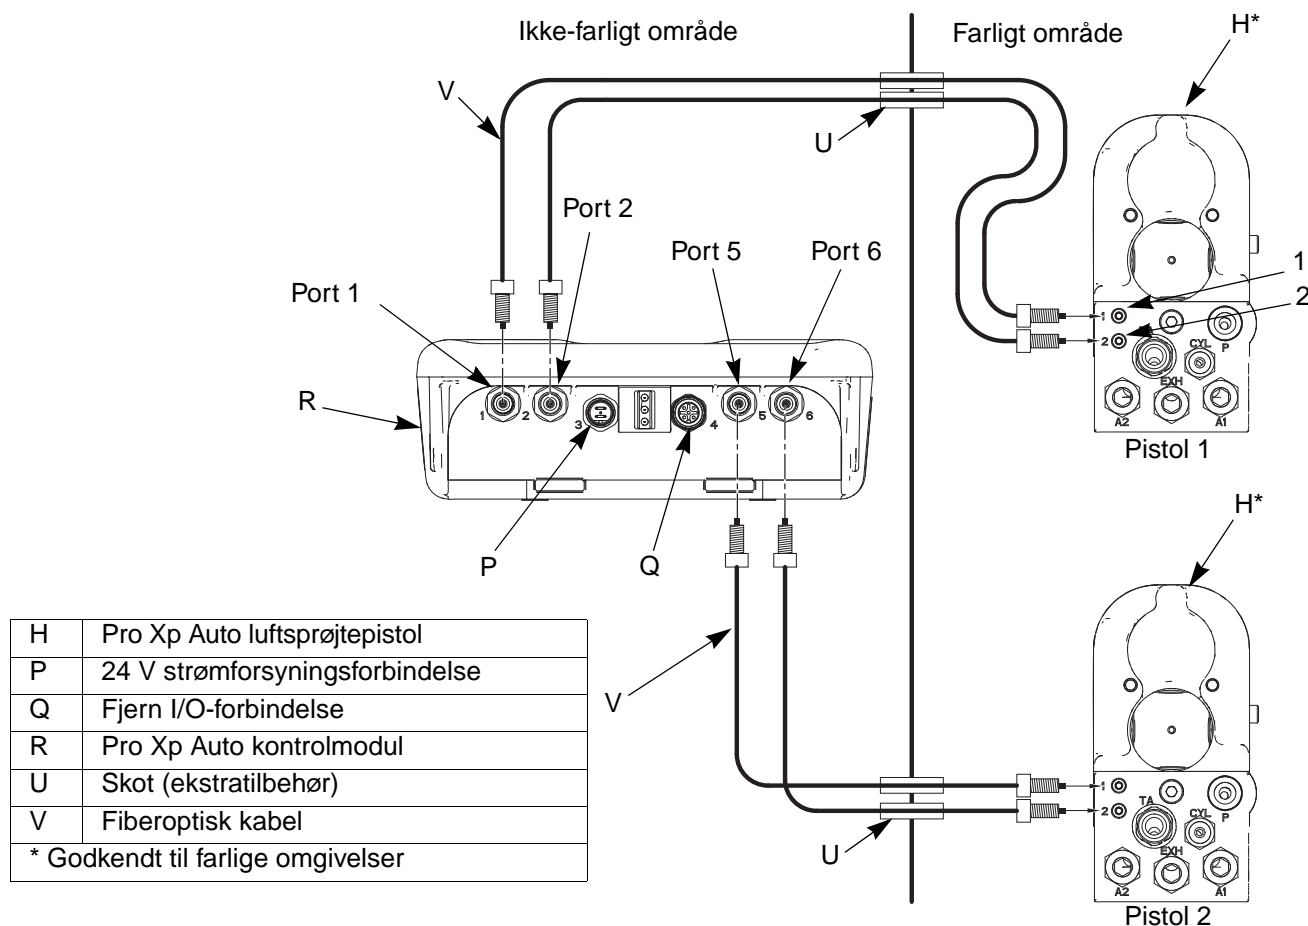 Ikke-farligt område
Farligt område
H*
V
U
Port 2
Port 5
Port 6
Port 1
1
2
1
2
P
CYL
EXH
A2
A1
Pistol 1
R
1
2
3
4
5
6
P
Q
H*
H Pro Xp Auto luftsprøjtepistol
P 24 V strømforsyningsforbindelse
Q Fjern I/O-forbindelse
R Pro Xp Auto kontrolmodul
U Skot (ekstratilbehør)
V Fiberoptisk kabel
* Godkendt til farlige omgivelser
V
U
1
2
TA
CYL
P
EXH
A2
A1
Pistol 2